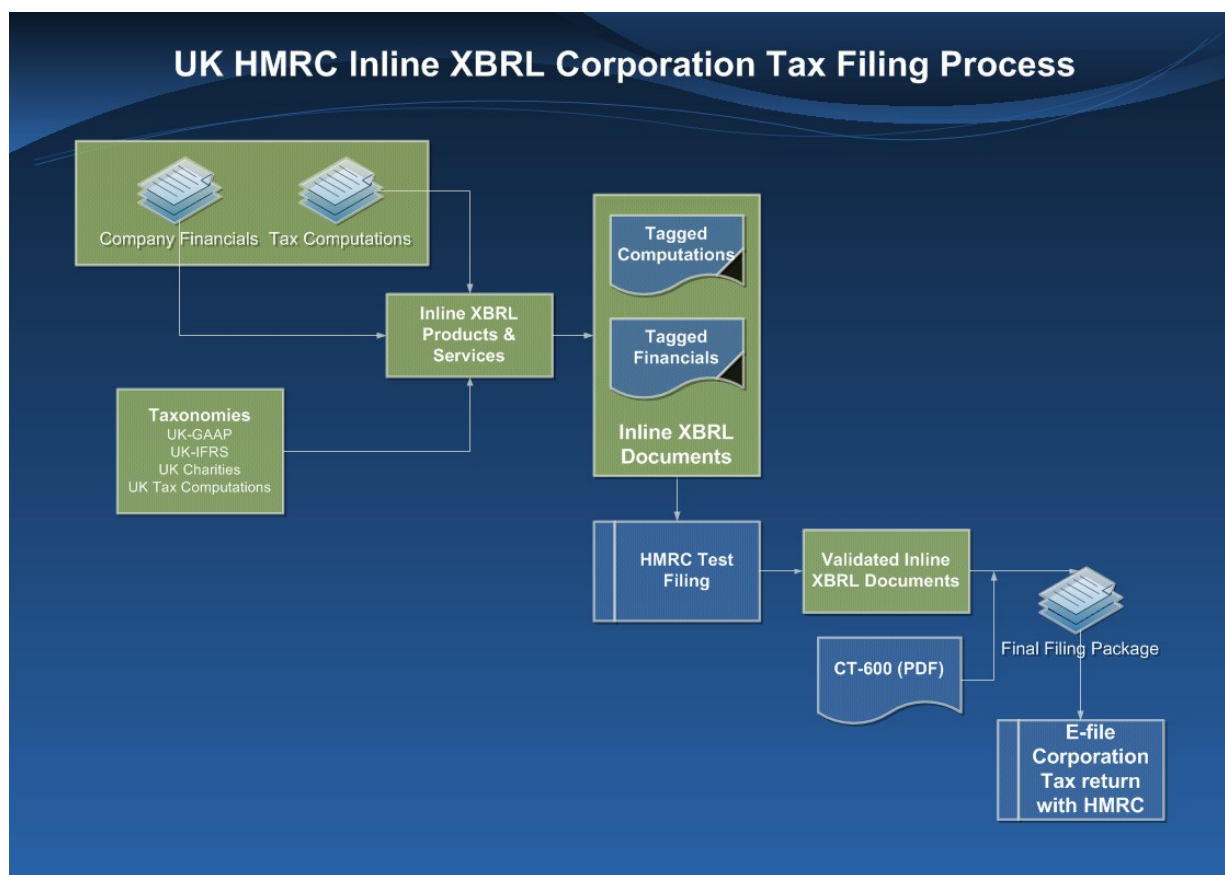 UK HMRC Inline XBRL Corporation Tax Filing Process
Company Financials
Tax Computations
Inline XBRL
Products &
Services
Taxonomies
UK-GAAP
UK-IFRS
UK Charities
UK Tax Computations
Tagged
Computations
Tagged
Financials
Inline XBRL
Documents
HMRC Test
Filing
Validated Inline
XBRL Documents
CT-600 (PDF)
Final Filing Package
E-file
Corporation
Tax return
with HMRC